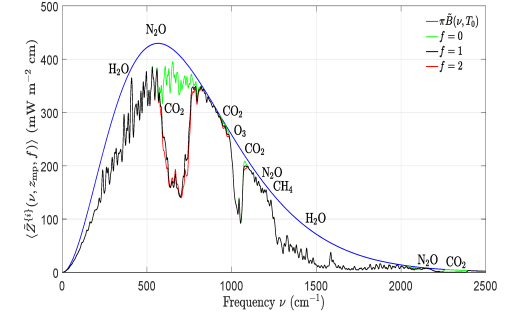 500
400
300
200
100
0
0
500
1000
1500
2000
2500
Frequency ν (cm⁻¹)
⟨Z̃^{i}(ν, z_mp, f)⟩ (mW m⁻² cm)
πB̃(ν,T₀)
f = 0
f = 1
f = 2
N₂O
H₂O
CO₂
CO₂
O₃
CO₂
N₂O
CH₄
H₂O
N₂O
CO₂